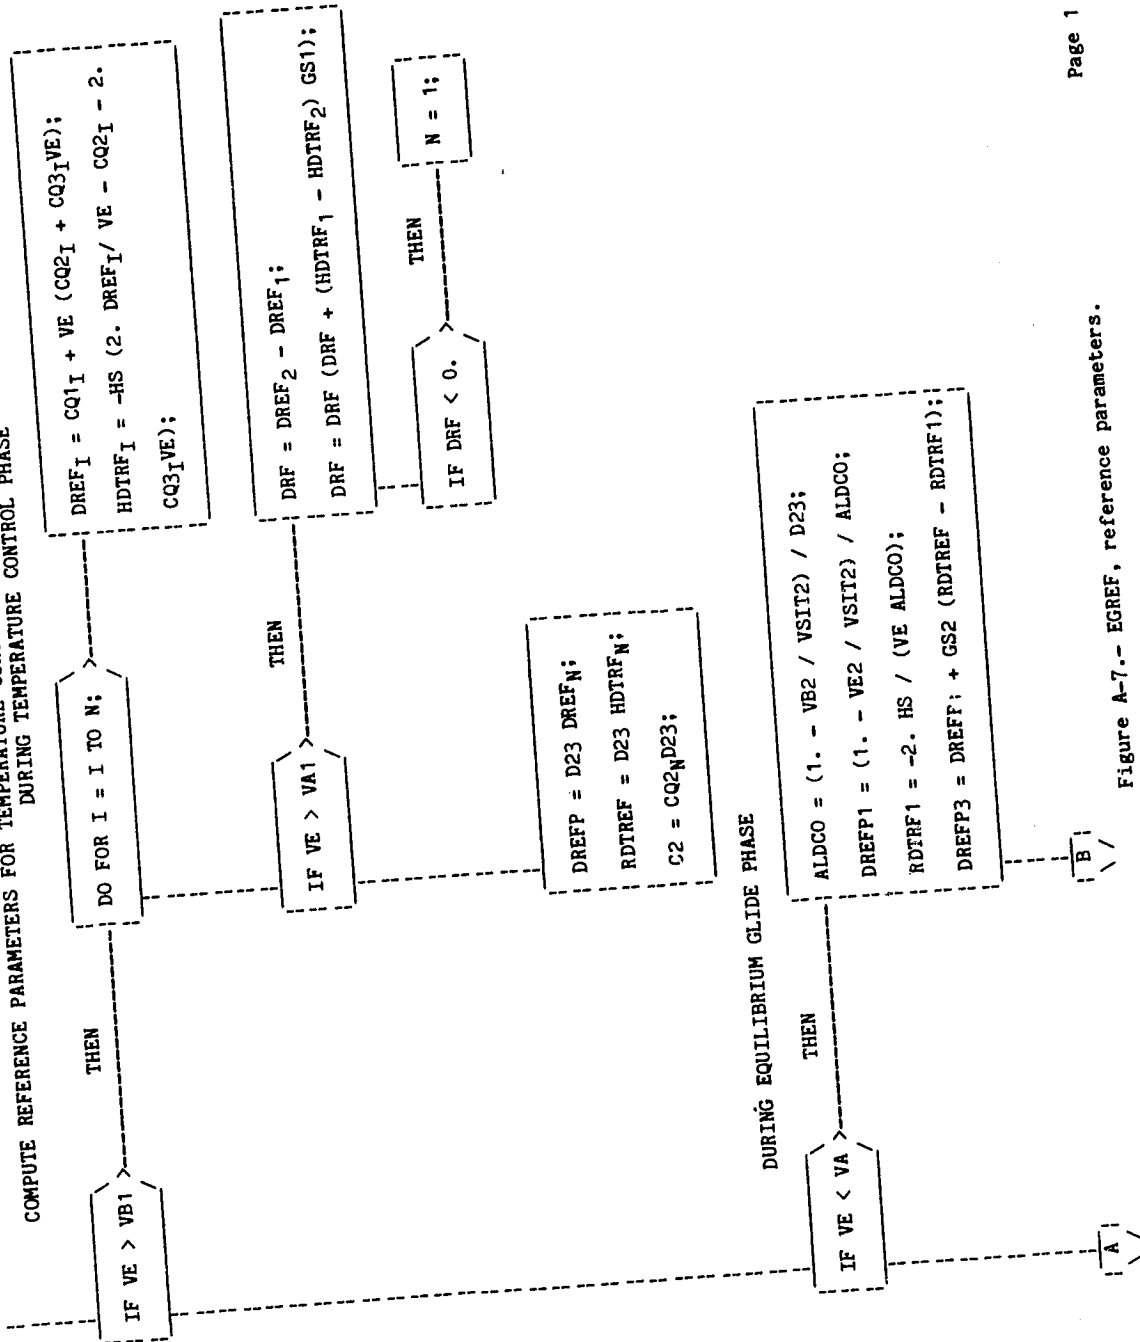 COMPUTE REFERENCE PARAMETERS FOR TEMPERATURE
DURING TEMPERATURE CONTROL PHASE
IF VE > VB1
THEN
DO FOR I = I TO N;
DREF_I = CQ1_I + VE (CQ2_I + CQ3_I VE);
HDTRF_I = -HS (2. DREF_I/ VE - CQ2_I - 2.
CQ3_I VE);
IF VE > VA1
THEN
DRF = DREF_2 - DREF_1;
DRF = DRF (DRF + (HDTRF_1 - HDTRF_2) GS1);
IF DRF < 0.
THEN
N = 1;
DREFP = D23 DREF_N;
RDTREF = D23 HDTRF_N;
C2 = CQ2_N D23;
DURING EQUILIBRIUM GLIDE PHASE
IF VE < VA
THEN
ALDCO = (1. - VB2 / VSIT2) / D23;
DREFP1 = (1. - VE2 / VSIT2) / ALDCO;
RDTRF1 = -2. HS / (VE ALDCO);
DREFP3 = DREFP; + GS2 (RDTREF - RDTRF1);
A
B
Figure A-7.- EGREF, reference parameters.
Page 1